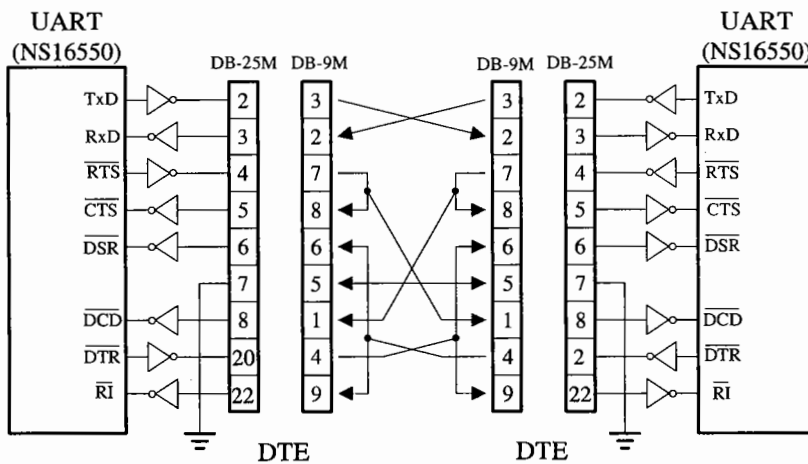 UART UART
(NS16550) (NS16550)
DB-25M DB-9M DB-9M DB-25M
TxD 2 3 3 2 TxD
RxD 3 2 2 3 RxD
RTS 4 7 7 4 RTS
CTS 5 8 8 5 CTS
DSR 6 6 6 6 DSR
7 5 5 7
DCD 8 1 1 8 DCD
DTR 20 4 4 2 DTR
RI 22 9 9 22 RI
DTE DTE